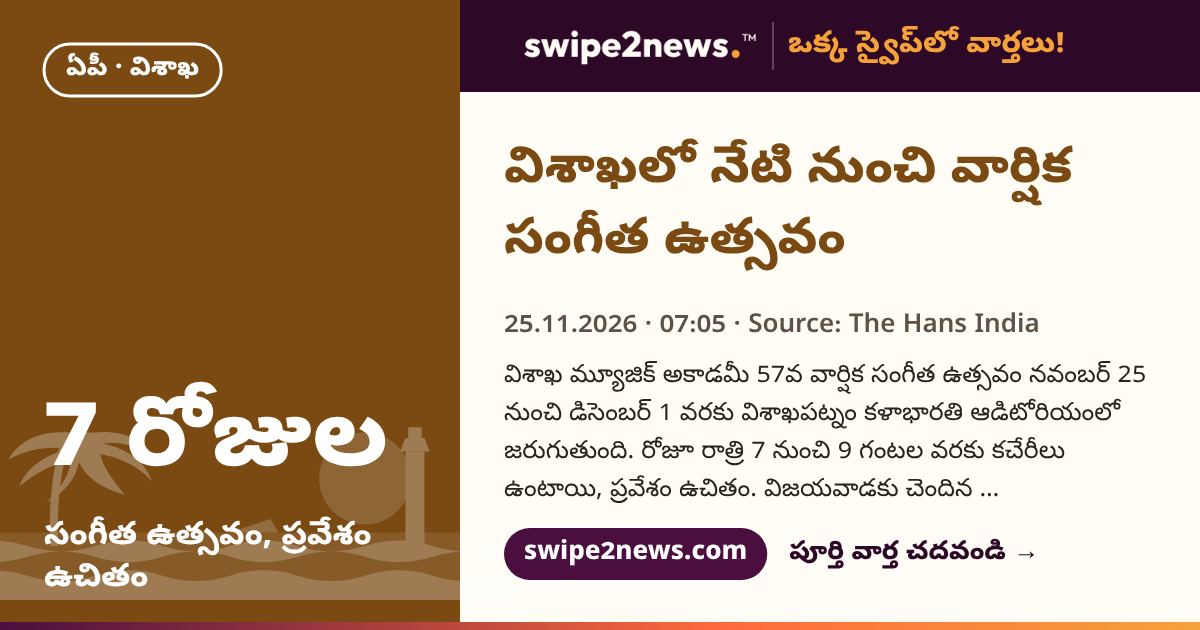 ఏపీ · విశాఖ
7 రోజుల
సంగీత ఉత్సవం, ప్రవేశం
ఉచితం
swipe2news.™ ఒక్క స్వైప్‌లో వార్తలు!
విశాఖలో నేటి నుంచి వార్షిక
సంగీత ఉత్సవం
25.11.2026 · 07:05 · Source: The Hans India
విశాఖ మ్యూజిక్ అకాడమీ 57వ వార్షిక సంగీత ఉత్సవం నవంబర్ 25
నుంచి డిసెంబర్ 1 వరకు విశాఖపట్నం కళాభారతి ఆడిటోరియంలో
జరుగుతుంది. రోజూ రాత్రి 7 నుంచి 9 గంటల వరకు కచేరీలు
ఉంటాయి, ప్రవేశం ఉచితం. విజయవాడకు చెందిన ...
swipe2news.com పూర్తి వార్త చదవండి →